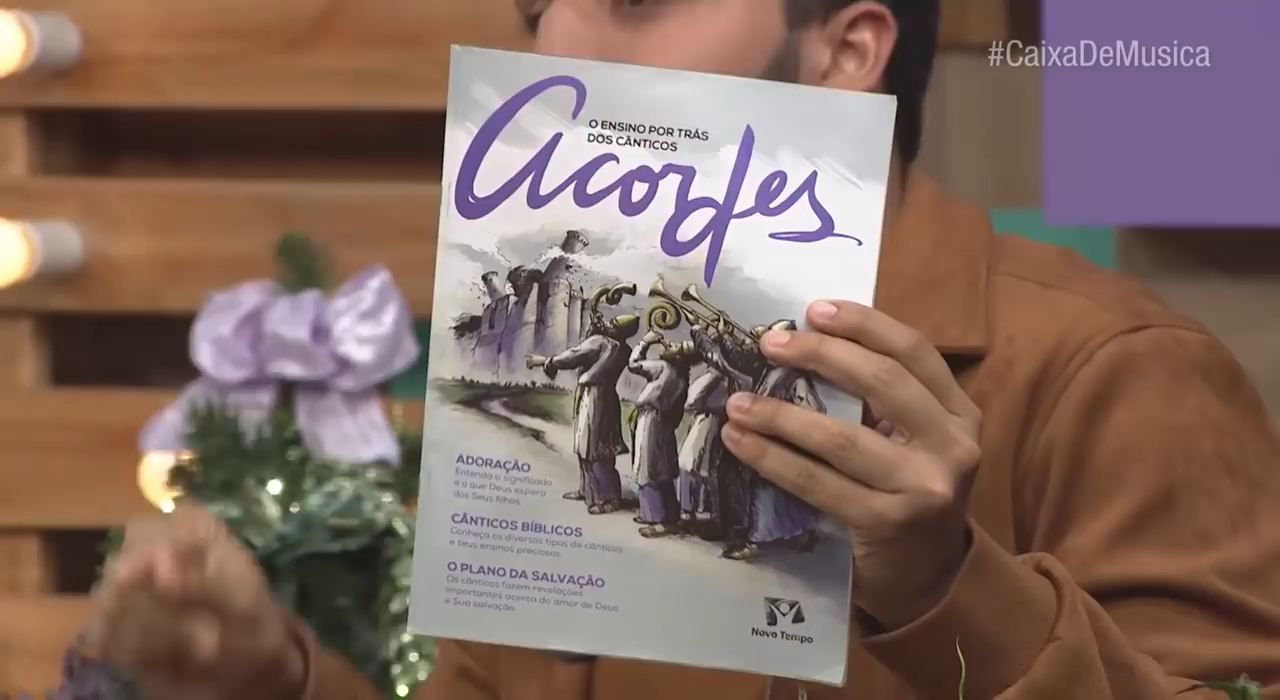 #CaixaDeMusica
O ENSINO POR TRÁS
DOS CÂNTICOS
acordes
ADORAÇÃO
Entenda o significado
e o que Deus espera
dos Seus filhos
CÂNTICOS BÍBLICOS
Conheça os diversos tipos de cânticos
e seus ensinos preciosos
O PLANO DA SALVAÇÃO
Os cânticos fazem revelações
importantes acerca do amor de Deus
e Sua salvação
Novo Tempo